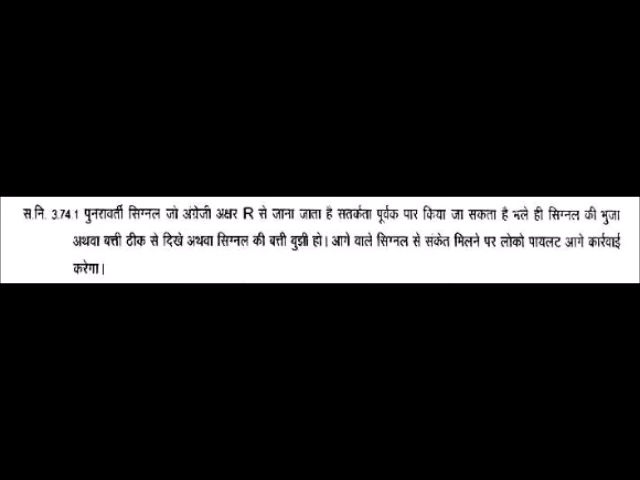 स.नि. 3.74.1 पुनरावर्ती सिग्नल जो अंग्रेजी अक्षर R से जाना जाता है सतर्कता पूर्वक पार किया जा सकता है भले ही सिग्नल की भुजा
अथवा बत्ती ठीक से दिखे अथवा सिग्नल की बत्ती बुझी हो। आगे वाले सिग्नल से संकेत मिलने पर लोको पायलट आगे कार्रवाई
करेगा।